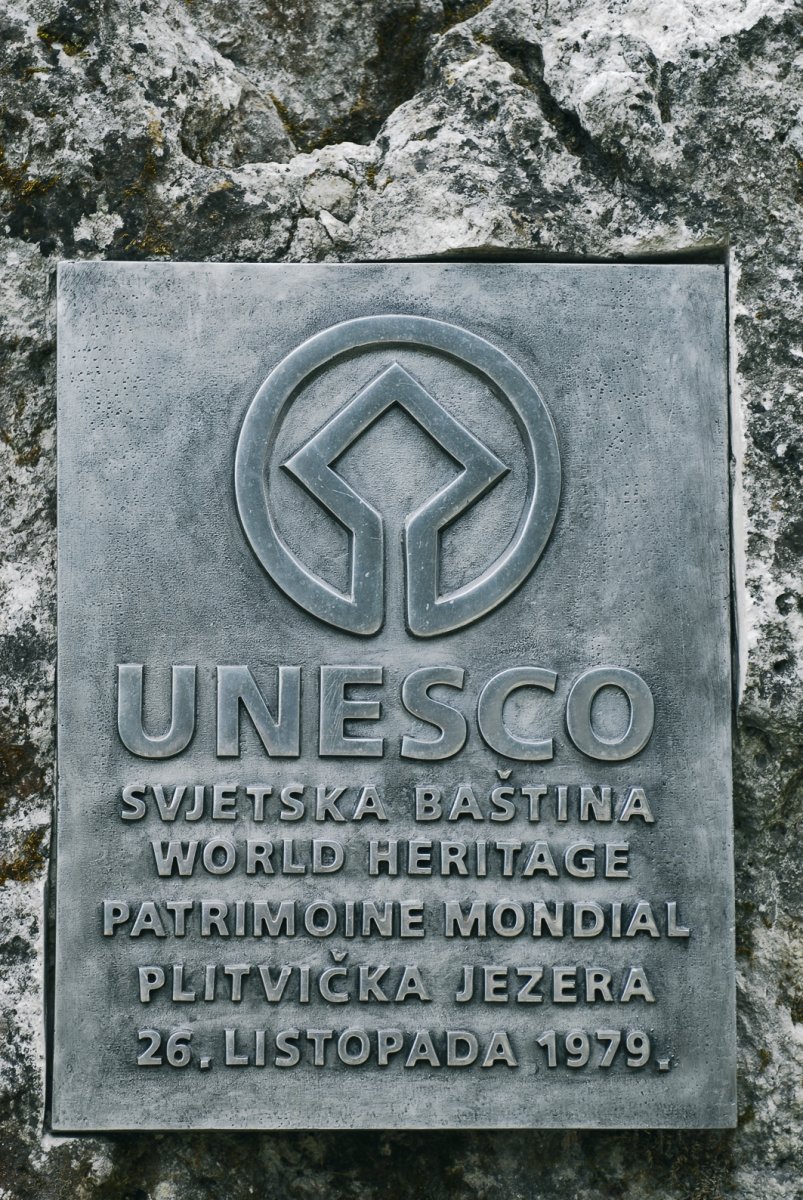 UNESCO
SVJETSKA BAŠTINA
WORLD HERITAGE
PATRIMOINE MONDIAL
PLITVIČKA JEZERA
26. LISTOPADA 1979.